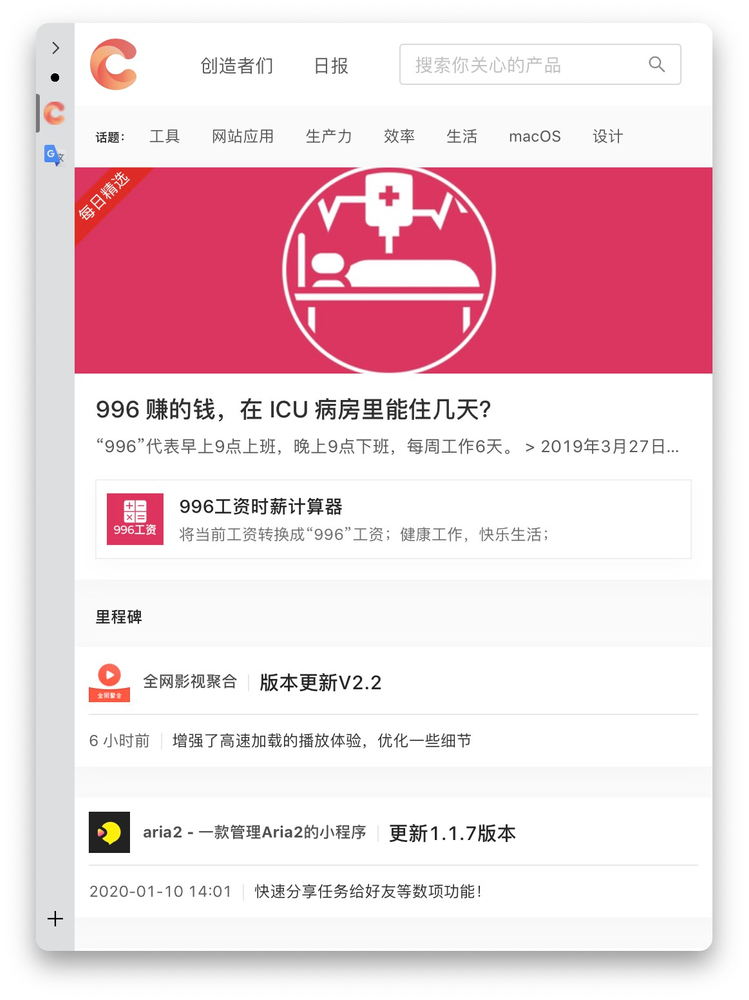 创造者们 日报 搜索你关心的产品
话题： 工具 网站应用 生产力 效率 生活 macOS 设计
每日精选
996 赚的钱，在 ICU 病房里能住几天?
“996”代表早上9点上班，晚上9点下班，每周工作6天。 > 2019年3月27日...
996工资
996工资时薪计算器
将当前工资转换成“996”工资；健康工作，快乐生活；
里程碑
全网聚合
全网影视聚合 版本更新V2.2
6 小时前 增强了高速加载的播放体验，优化一些细节
aria2 - 一款管理Aria2的小程序 更新1.1.7版本
2020-01-10 14:01 快速分享任务给好友等数项功能！